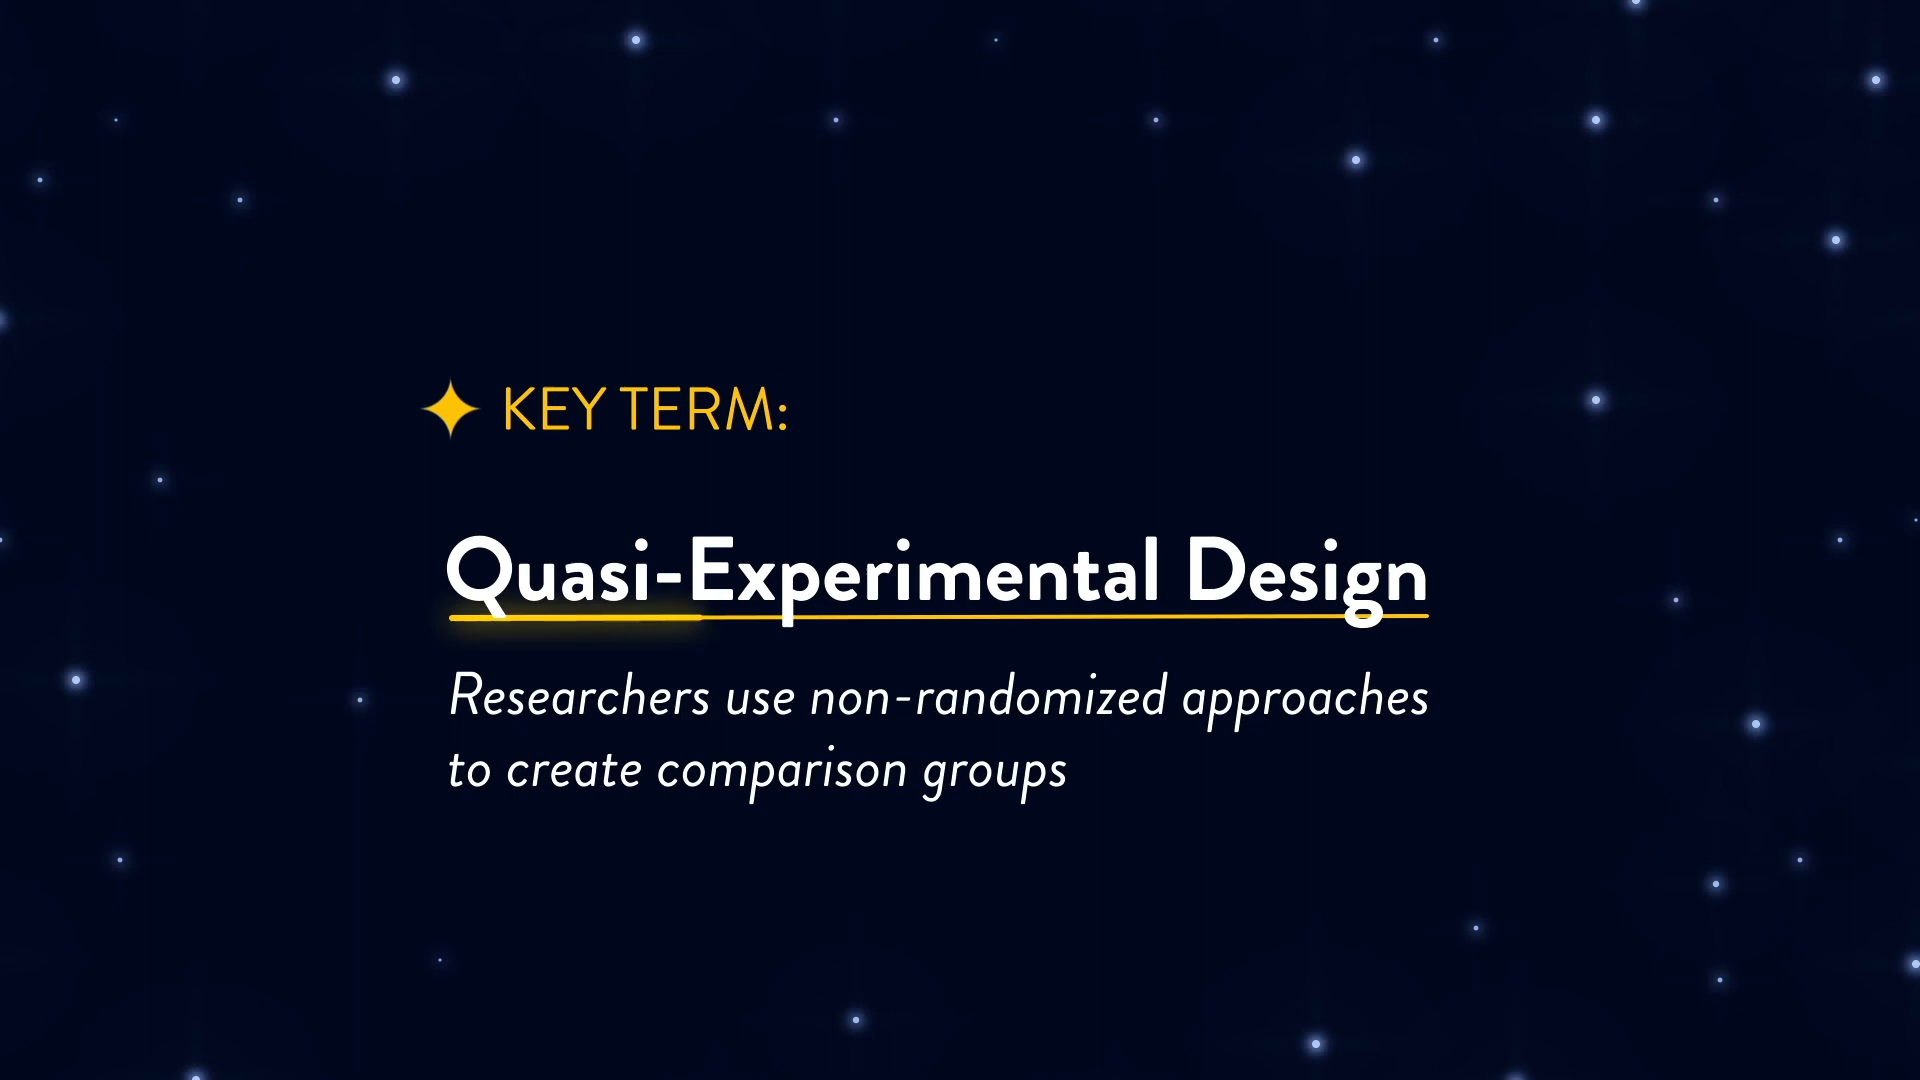 KEY TERM:
Quasi-Experimental Design
Researchers use non-randomized approaches
to create comparison groups